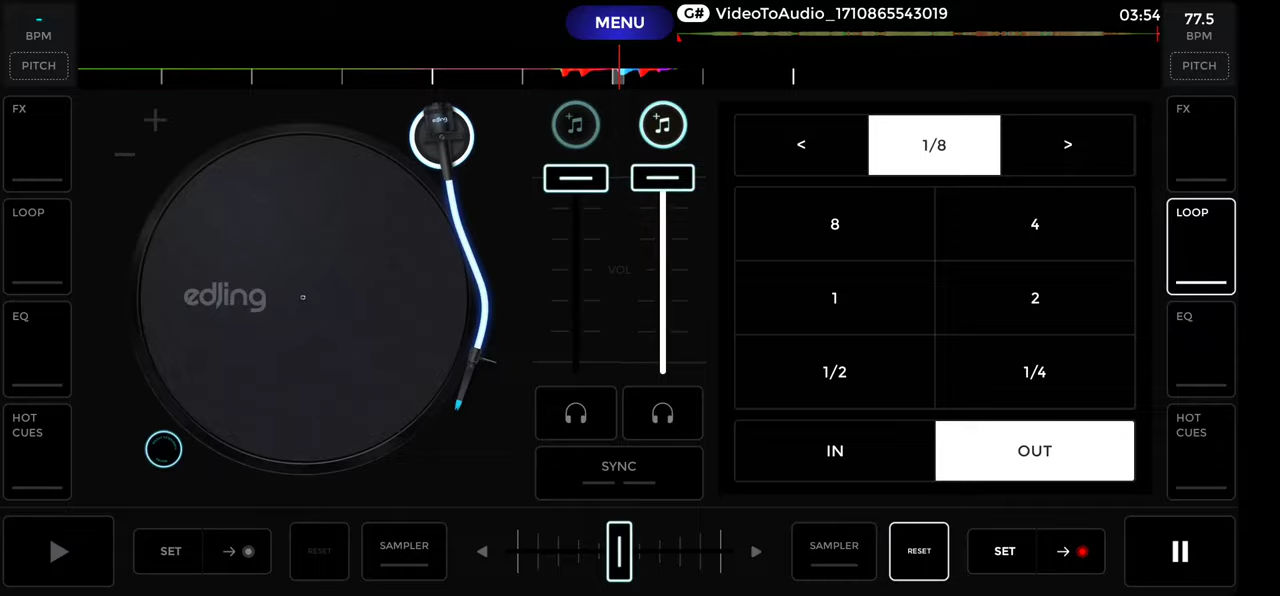 MENU
G# VideoToAudio_1710865543019
03:54
-
BPM
PITCH
77.5
BPM
PITCH
FX
LOOP
EQ
HOT
CUES
edjing
edjing
VOL
SYNC
< 1/8 >
8 4
1 2
1/2 1/4
IN OUT
FX
LOOP
EQ
HOT
CUES
SET
RESET
SAMPLER
SAMPLER
RESET
SET